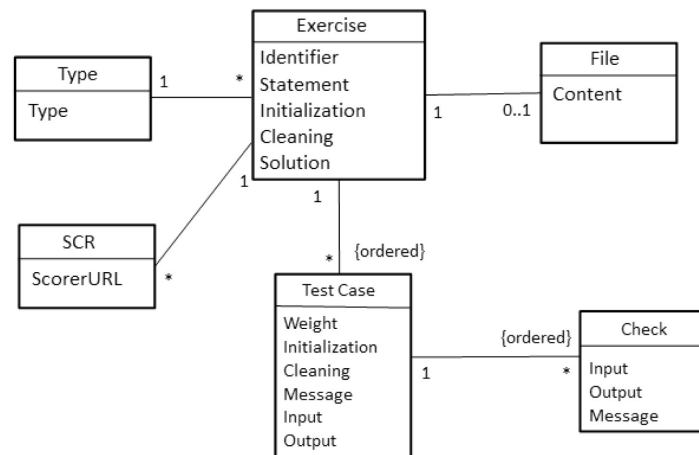 Exercise
Identifier
Statement
Initialization
Cleaning
Solution
Type
Type
1
*
File
Content
1
0..1
1
1
SCR
ScorerURL
*
*
{ordered}
Test Case
Weight
Initialization
Cleaning
Message
Input
Output
{ordered}
1
*
Check
Input
Output
Message